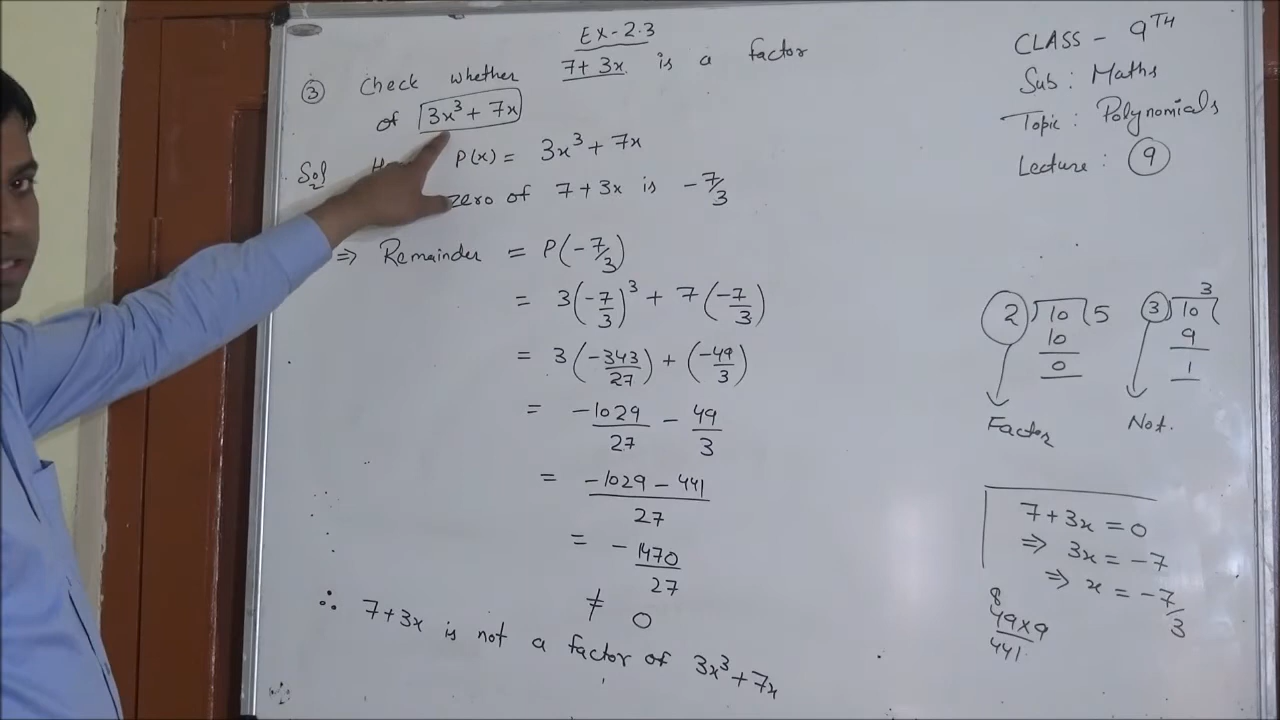 EX-2.3
③ Check whether 7+3x is a factor
of 3x³+7x
Sol P(x) = 3x³+7x
zero of 7+3x is -7/3
⇒ Remainder = P(-7/3)
= 3(-7/3)³ + 7(-7/3)
= 3(-343/27) + (-49/3)
= -1029/27 - 49/3
= (-1029-441)/27
= -1470/27
≠ 0
∴ 7+3x is not a factor of 3x³+7x
CLASS - 9TH
Sub : Maths
Topic : Polynomials
Lecture : ⑨
2 ) 10 ( 5
10
0
Factor
3
3 ) 10 (
9
1
Not.
7+3x = 0
⇒ 3x = -7
⇒ x = -7/3
8
49×9
441